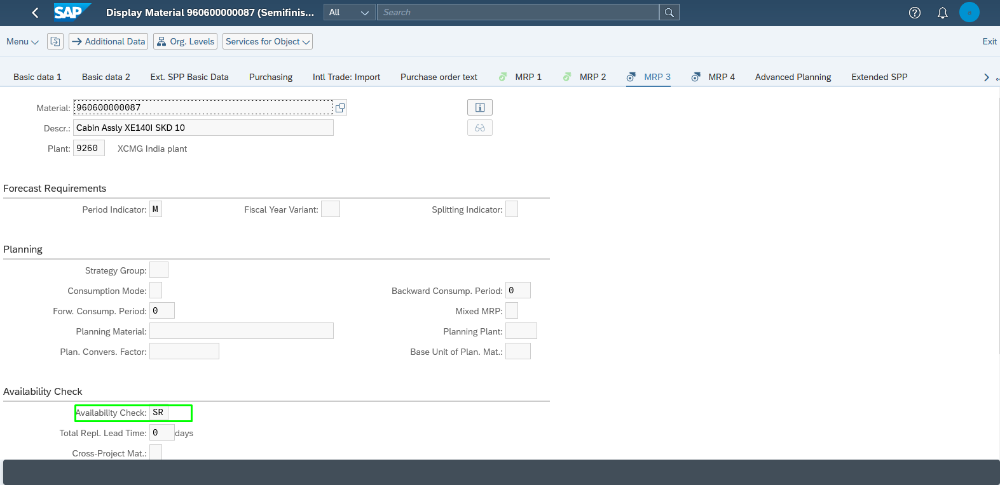 SAP Display Material 960600000087 (Semifinis... All Search
Menu Additional Data Org. Levels Services for Object Exit
Basic data 1 Basic data 2 Ext. SPP Basic Data Purchasing Intl Trade: Import Purchase order text MRP 1 MRP 2 MRP 3 MRP 4 Advanced Planning Extended SPP
Material: 960600000087
Descr.: Cabin Assly XE140I SKD 10
Plant: 9260 XCMG India plant
Forecast Requirements
Period Indicator: M Fiscal Year Variant: Splitting Indicator:
Planning
Strategy Group:
Consumption Mode: Backward Consump. Period: 0
Forw. Consump. Period: 0 Mixed MRP:
Planning Material: Planning Plant:
Plan. Convers. Factor: Base Unit of Plan. Mat.:
Availability Check
Availability Check: SR
Total Repl. Lead Time: 0 days
Cross-Project Mat.: